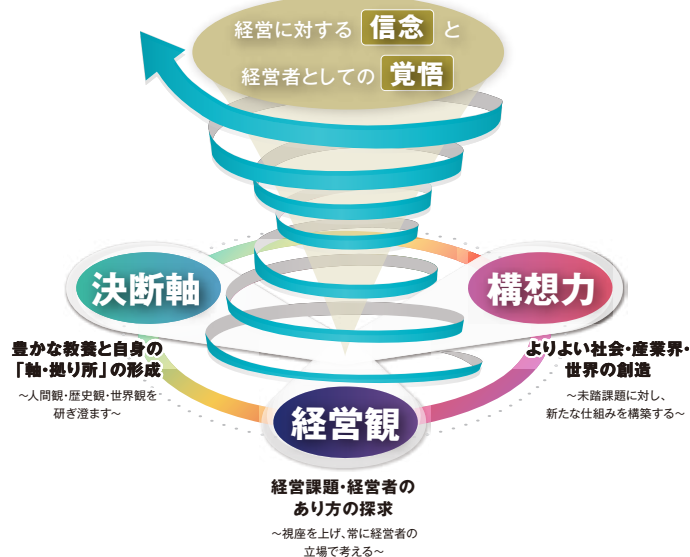 経営に対する 信念 と
経営者としての 覚悟
決断軸
豊かな教養と自身の
「軸・拠り所」の形成
～人間観・歴史観・世界観を
研ぎ澄ます～
構想力
よりよい社会・産業界・
世界の創造
～未踏課題に対し、
新たな仕組みを構築する～
経営観
経営課題・経営者の
あり方の探求
～視座を上げ、常に経営者の
立場で考える～